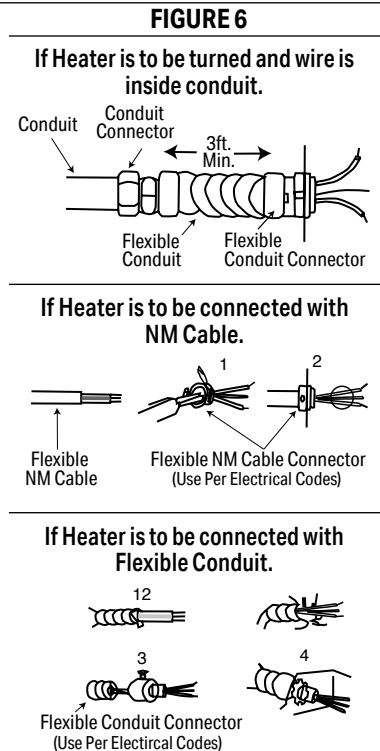 FIGURE 6
If Heater is to be turned and wire is
inside conduit.
Conduit
Conduit
Connector
3ft.
Min.
Flexible
Conduit
Flexible
Conduit Connector
If Heater is to be connected with
NM Cable.
1
2
Flexible
NM Cable
Flexible NM Cable Connector
(Use Per Electrical Codes)
If Heater is to be connected with
Flexible Conduit.
12
3
4
Flexible Conduit Connector
(Use Per Electircal Codes)